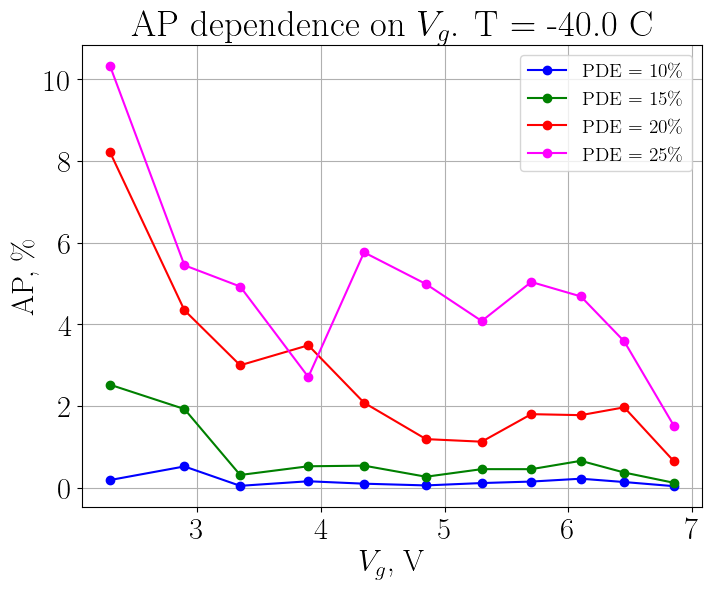 AP dependence on V_g. T = -40.0 C
PDE = 10%
PDE = 15%
PDE = 20%
PDE = 25%
10
8
6
4
2
0
AP, %
3 4 5 6 7
V_g, V